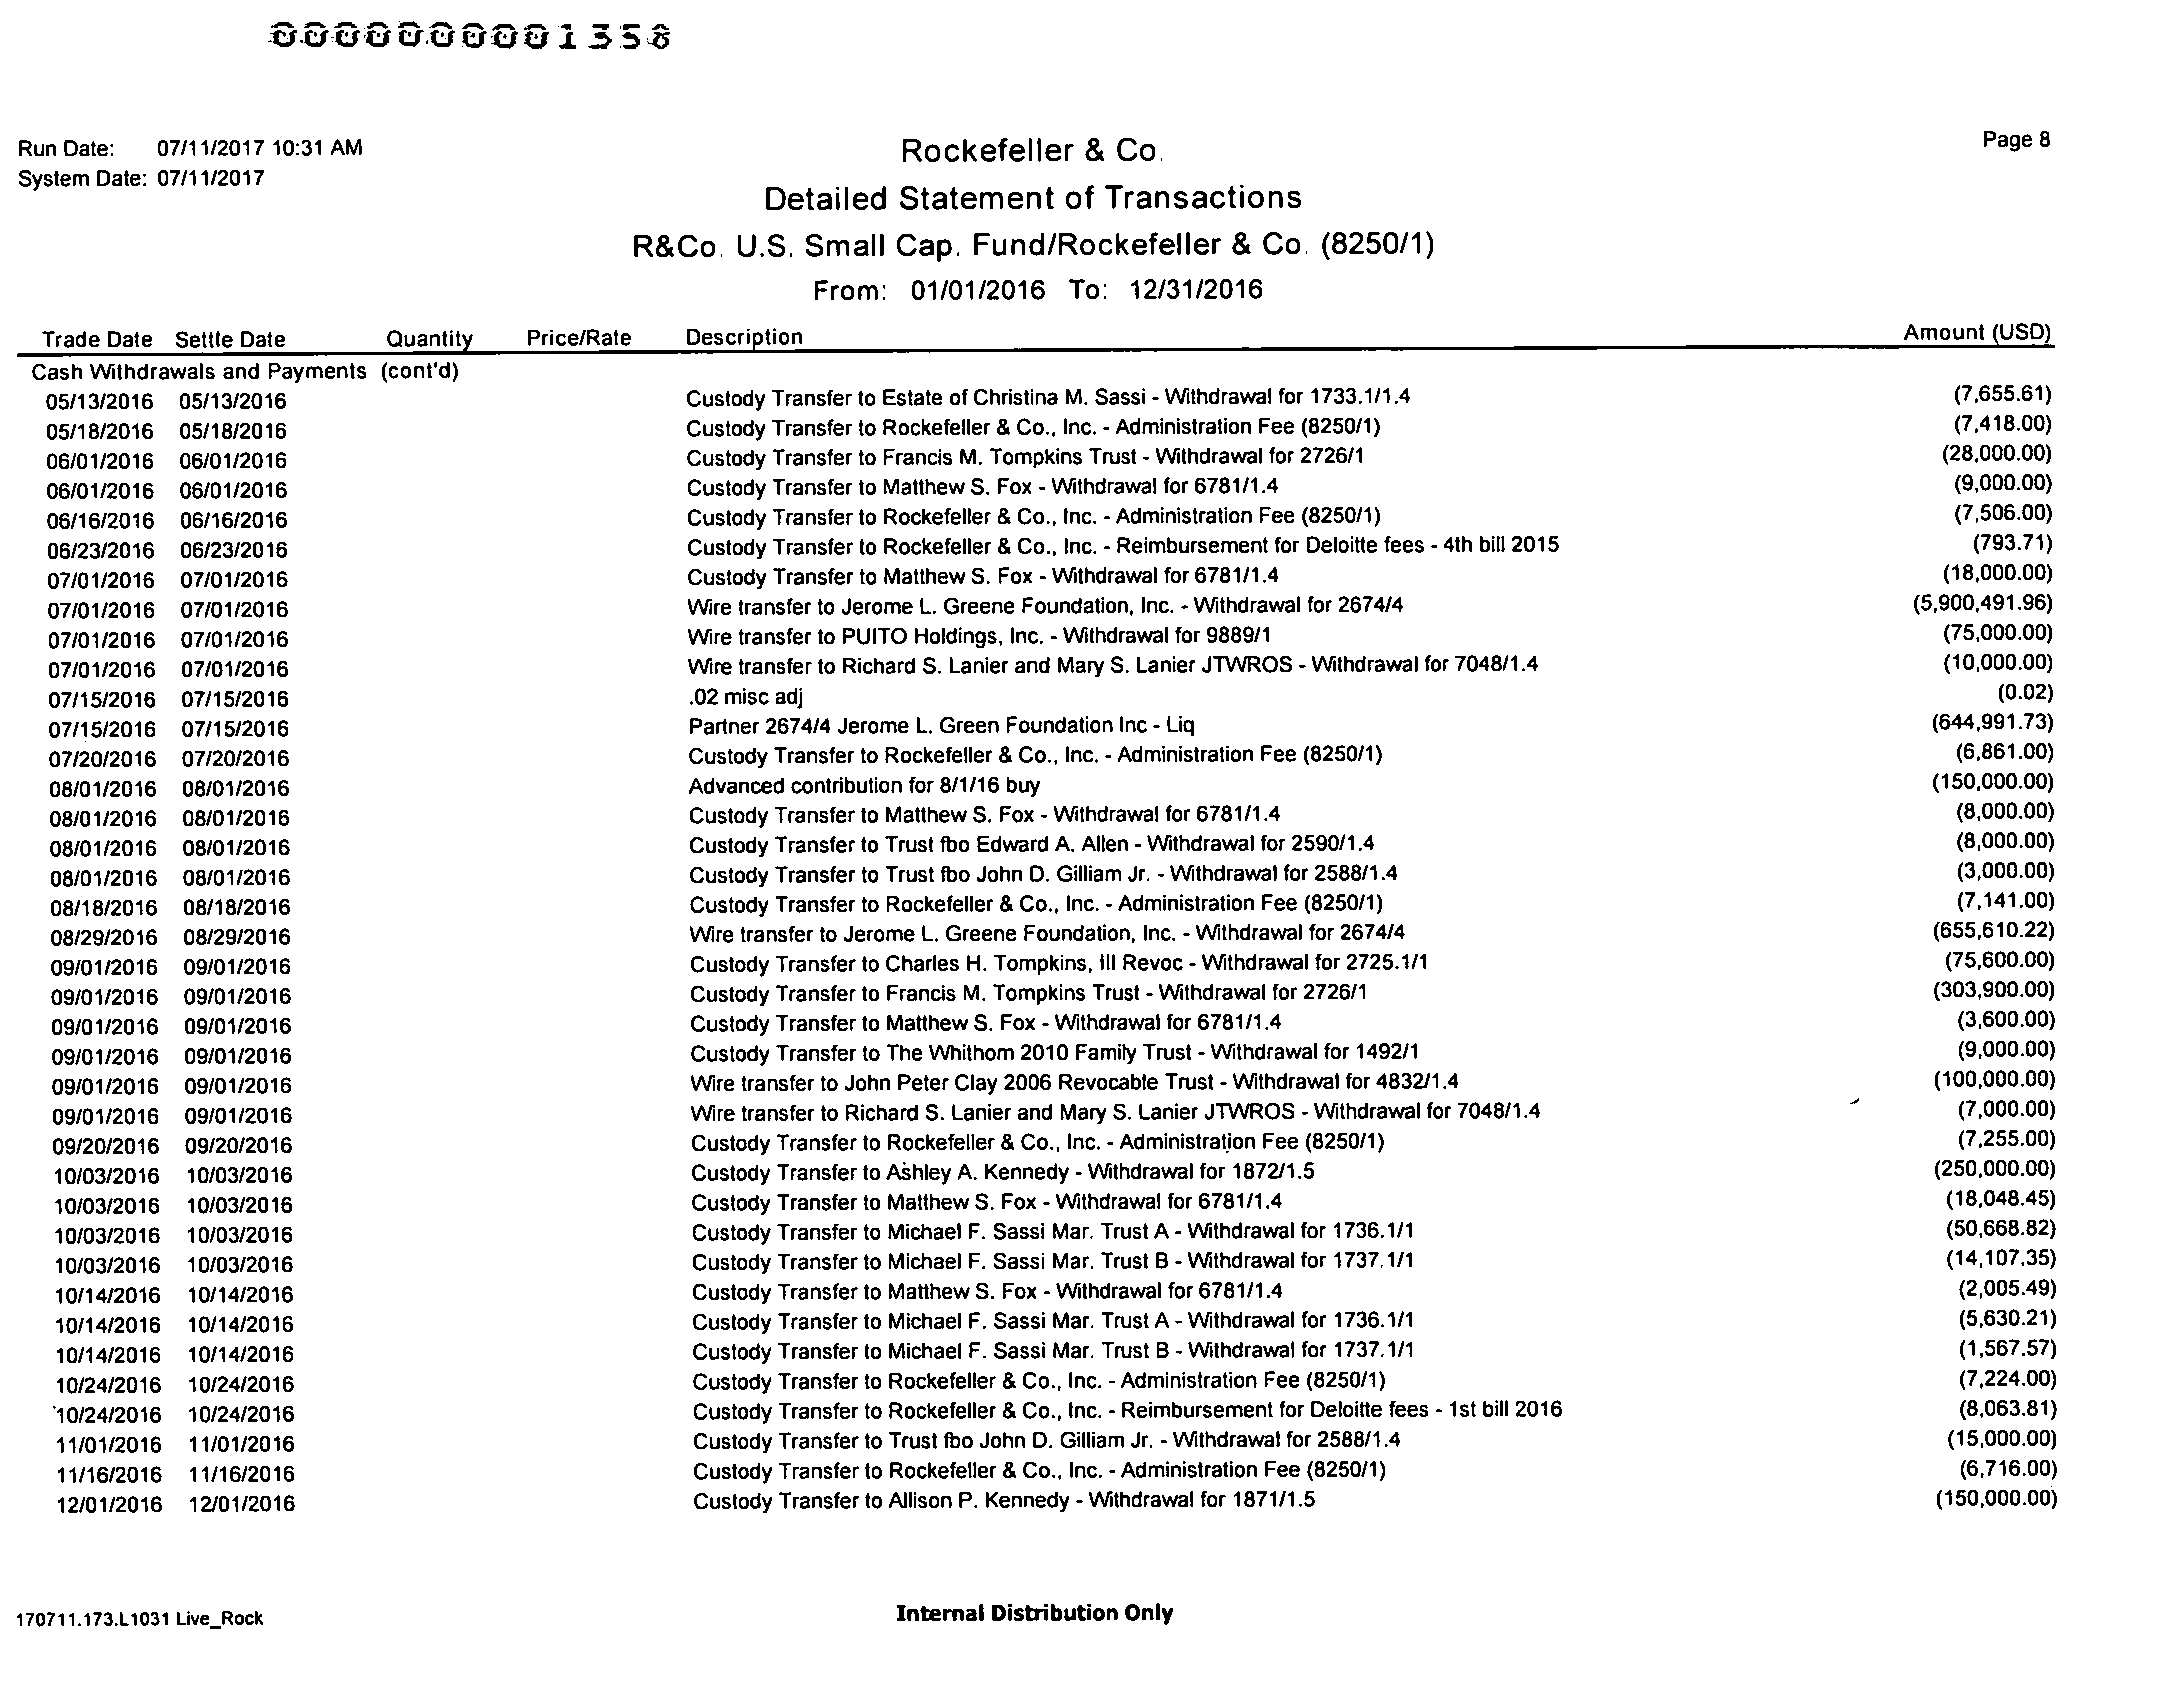 0000000001358
Run Date: 07/11/2017 10:31 AM
Rockefeller & Co.
Page 8
System Date: 07/11/2017
Detailed Statement of Transactions
R&Co. U.S. Small Cap. Fund/Rockefeller & Co. (8250/1)
From: 01/01/2016 To: 12/31/2016
Trade Date Settle Date Quantity Price/Rate Description Amount (USD)
Cash Withdrawals and Payments (cont'd)
05/13/2016 05/13/2016 Custody Transfer to Estate of Christina M. Sassi - Withdrawal for 1733.1/1.4 (7,655.61)
05/18/2016 05/18/2016 Custody Transfer to Rockefeller & Co., Inc. - Administration Fee (8250/1) (7,418.00)
06/01/2016 06/01/2016 Custody Transfer to Francis M. Tompkins Trust - Withdrawal for 2726/1 (28,000.00)
06/01/2016 06/01/2016 Custody Transfer to Matthew S. Fox - Withdrawal for 6781/1.4 (9,000.00)
06/16/2016 06/16/2016 Custody Transfer to Rockefeller & Co., Inc. - Administration Fee (8250/1) (7,506.00)
06/23/2016 06/23/2016 Custody Transfer to Rockefeller & Co., Inc. - Reimbursement for Deloitte fees - 4th bill 2015 (793.71)
07/01/2016 07/01/2016 Custody Transfer to Matthew S. Fox - Withdrawal for 6781/1.4 (18,000.00)
07/01/2016 07/01/2016 Wire transfer to Jerome L. Greene Foundation, Inc. - Withdrawal for 2674/4 (5,900,491.96)
07/01/2016 07/01/2016 Wire transfer to PUITO Holdings, Inc. - Withdrawal for 9889/1 (75,000.00)
07/01/2016 07/01/2016 Wire transfer to Richard S. Lanier and Mary S. Lanier JTWROS - Withdrawal for 7048/1.4 (10,000.00)
07/15/2016 07/15/2016 .02 misc adj (0.02)
07/15/2016 07/15/2016 Partner 2674/4 Jerome L. Green Foundation Inc - Liq (644,991.73)
07/20/2016 07/20/2016 Custody Transfer to Rockefeller & Co., Inc. - Administration Fee (8250/1) (6,861.00)
08/01/2016 08/01/2016 Advanced contribution for 8/1/16 buy (150,000.00)
08/01/2016 08/01/2016 Custody Transfer to Matthew S. Fox - Withdrawal for 6781/1.4 (8,000.00)
08/01/2016 08/01/2016 Custody Transfer to Trust fbo Edward A. Allen - Withdrawal for 2590/1.4 (8,000.00)
08/01/2016 08/01/2016 Custody Transfer to Trust fbo John D. Gilliam Jr. - Withdrawal for 2588/1.4 (3,000.00)
08/18/2016 08/18/2016 Custody Transfer to Rockefeller & Co., Inc. - Administration Fee (8250/1) (7,141.00)
08/29/2016 08/29/2016 Wire transfer to Jerome L. Greene Foundation, Inc. - Withdrawal for 2674/4 (655,610.22)
09/01/2016 09/01/2016 Custody Transfer to Charles H. Tompkins, III Revoc - Withdrawal for 2725.1/1 (75,600.00)
09/01/2016 09/01/2016 Custody Transfer to Francis M. Tompkins Trust - Withdrawal for 2726/1 (303,900.00)
09/01/2016 09/01/2016 Custody Transfer to Matthew S. Fox - Withdrawal for 6781/1.4 (3,600.00)
09/01/2016 09/01/2016 Custody Transfer to The Whithom 2010 Family Trust - Withdrawal for 1492/1 (9,000.00)
09/01/2016 09/01/2016 Wire transfer to John Peter Clay 2006 Revocable Trust - Withdrawal for 4832/1.4 (100,000.00)
09/01/2016 09/01/2016 Wire transfer to Richard S. Lanier and Mary S. Lanier JTWROS - Withdrawal for 7048/1.4 (7,000.00)
09/20/2016 09/20/2016 Custody Transfer to Rockefeller & Co., Inc. - Administration Fee (8250/1) (7,255.00)
10/03/2016 10/03/2016 Custody Transfer to Ashley A. Kennedy - Withdrawal for 1872/1.5 (250,000.00)
10/03/2016 10/03/2016 Custody Transfer to Matthew S. Fox - Withdrawal for 6781/1.4 (18,048.45)
10/03/2016 10/03/2016 Custody Transfer to Michael F. Sassi Mar. Trust A - Withdrawal for 1736.1/1 (50,668.82)
10/03/2016 10/03/2016 Custody Transfer to Michael F. Sassi Mar. Trust B - Withdrawal for 1737.1/1 (14,107.35)
10/14/2016 10/14/2016 Custody Transfer to Matthew S. Fox - Withdrawal for 6781/1.4 (2,005.49)
10/14/2016 10/14/2016 Custody Transfer to Michael F. Sassi Mar. Trust A - Withdrawal for 1736.1/1 (5,630.21)
10/14/2016 10/14/2016 Custody Transfer to Michael F. Sassi Mar. Trust B - Withdrawal for 1737.1/1 (1,567.57)
10/24/2016 10/24/2016 Custody Transfer to Rockefeller & Co., Inc. - Administration Fee (8250/1) (7,224.00)
10/24/2016 10/24/2016 Custody Transfer to Rockefeller & Co., Inc. - Reimbursement for Deloitte fees - 1st bill 2016 (8,063.81)
11/01/2016 11/01/2016 Custody Transfer to Trust fbo John D. Gilliam Jr. - Withdrawal for 2588/1.4 (15,000.00)
11/16/2016 11/16/2016 Custody Transfer to Rockefeller & Co., Inc. - Administration Fee (8250/1) (6,716.00)
12/01/2016 12/01/2016 Custody Transfer to Allison P. Kennedy - Withdrawal for 1871/1.5 (150,000.00)
170711.173.L1031 Live_Rock
Internal Distribution Only